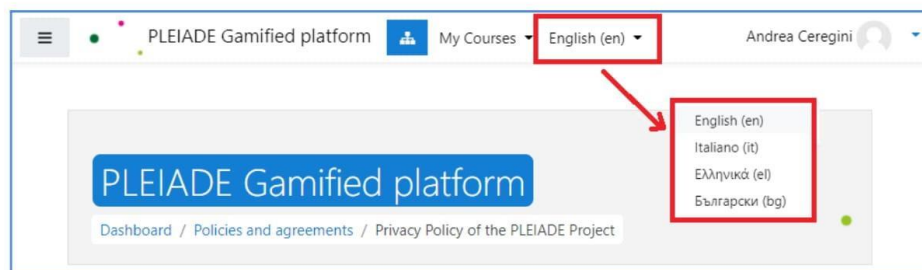 PLEIADE Gamified platform My Courses English (en) Andrea Ceregini
English (en)
Italiano (it)
Ελληνικά (el)
Български (bg)
PLEIADE Gamified platform
Dashboard / Policies and agreements / Privacy Policy of the PLEIADE Project